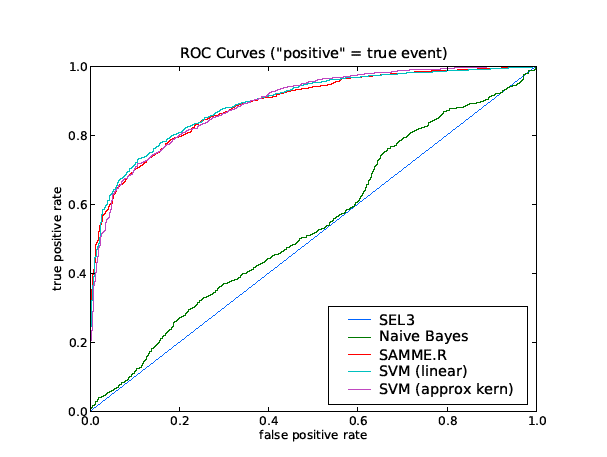 ROC Curves ("positive" = true event)
1.0
0.8
0.6
0.4
0.2
0.0
true positive rate
SEL3
Naive Bayes
SAMME.R
SVM (linear)
SVM (approx kern)
0.0 0.2 0.4 0.6 0.8 1.0
false positive rate